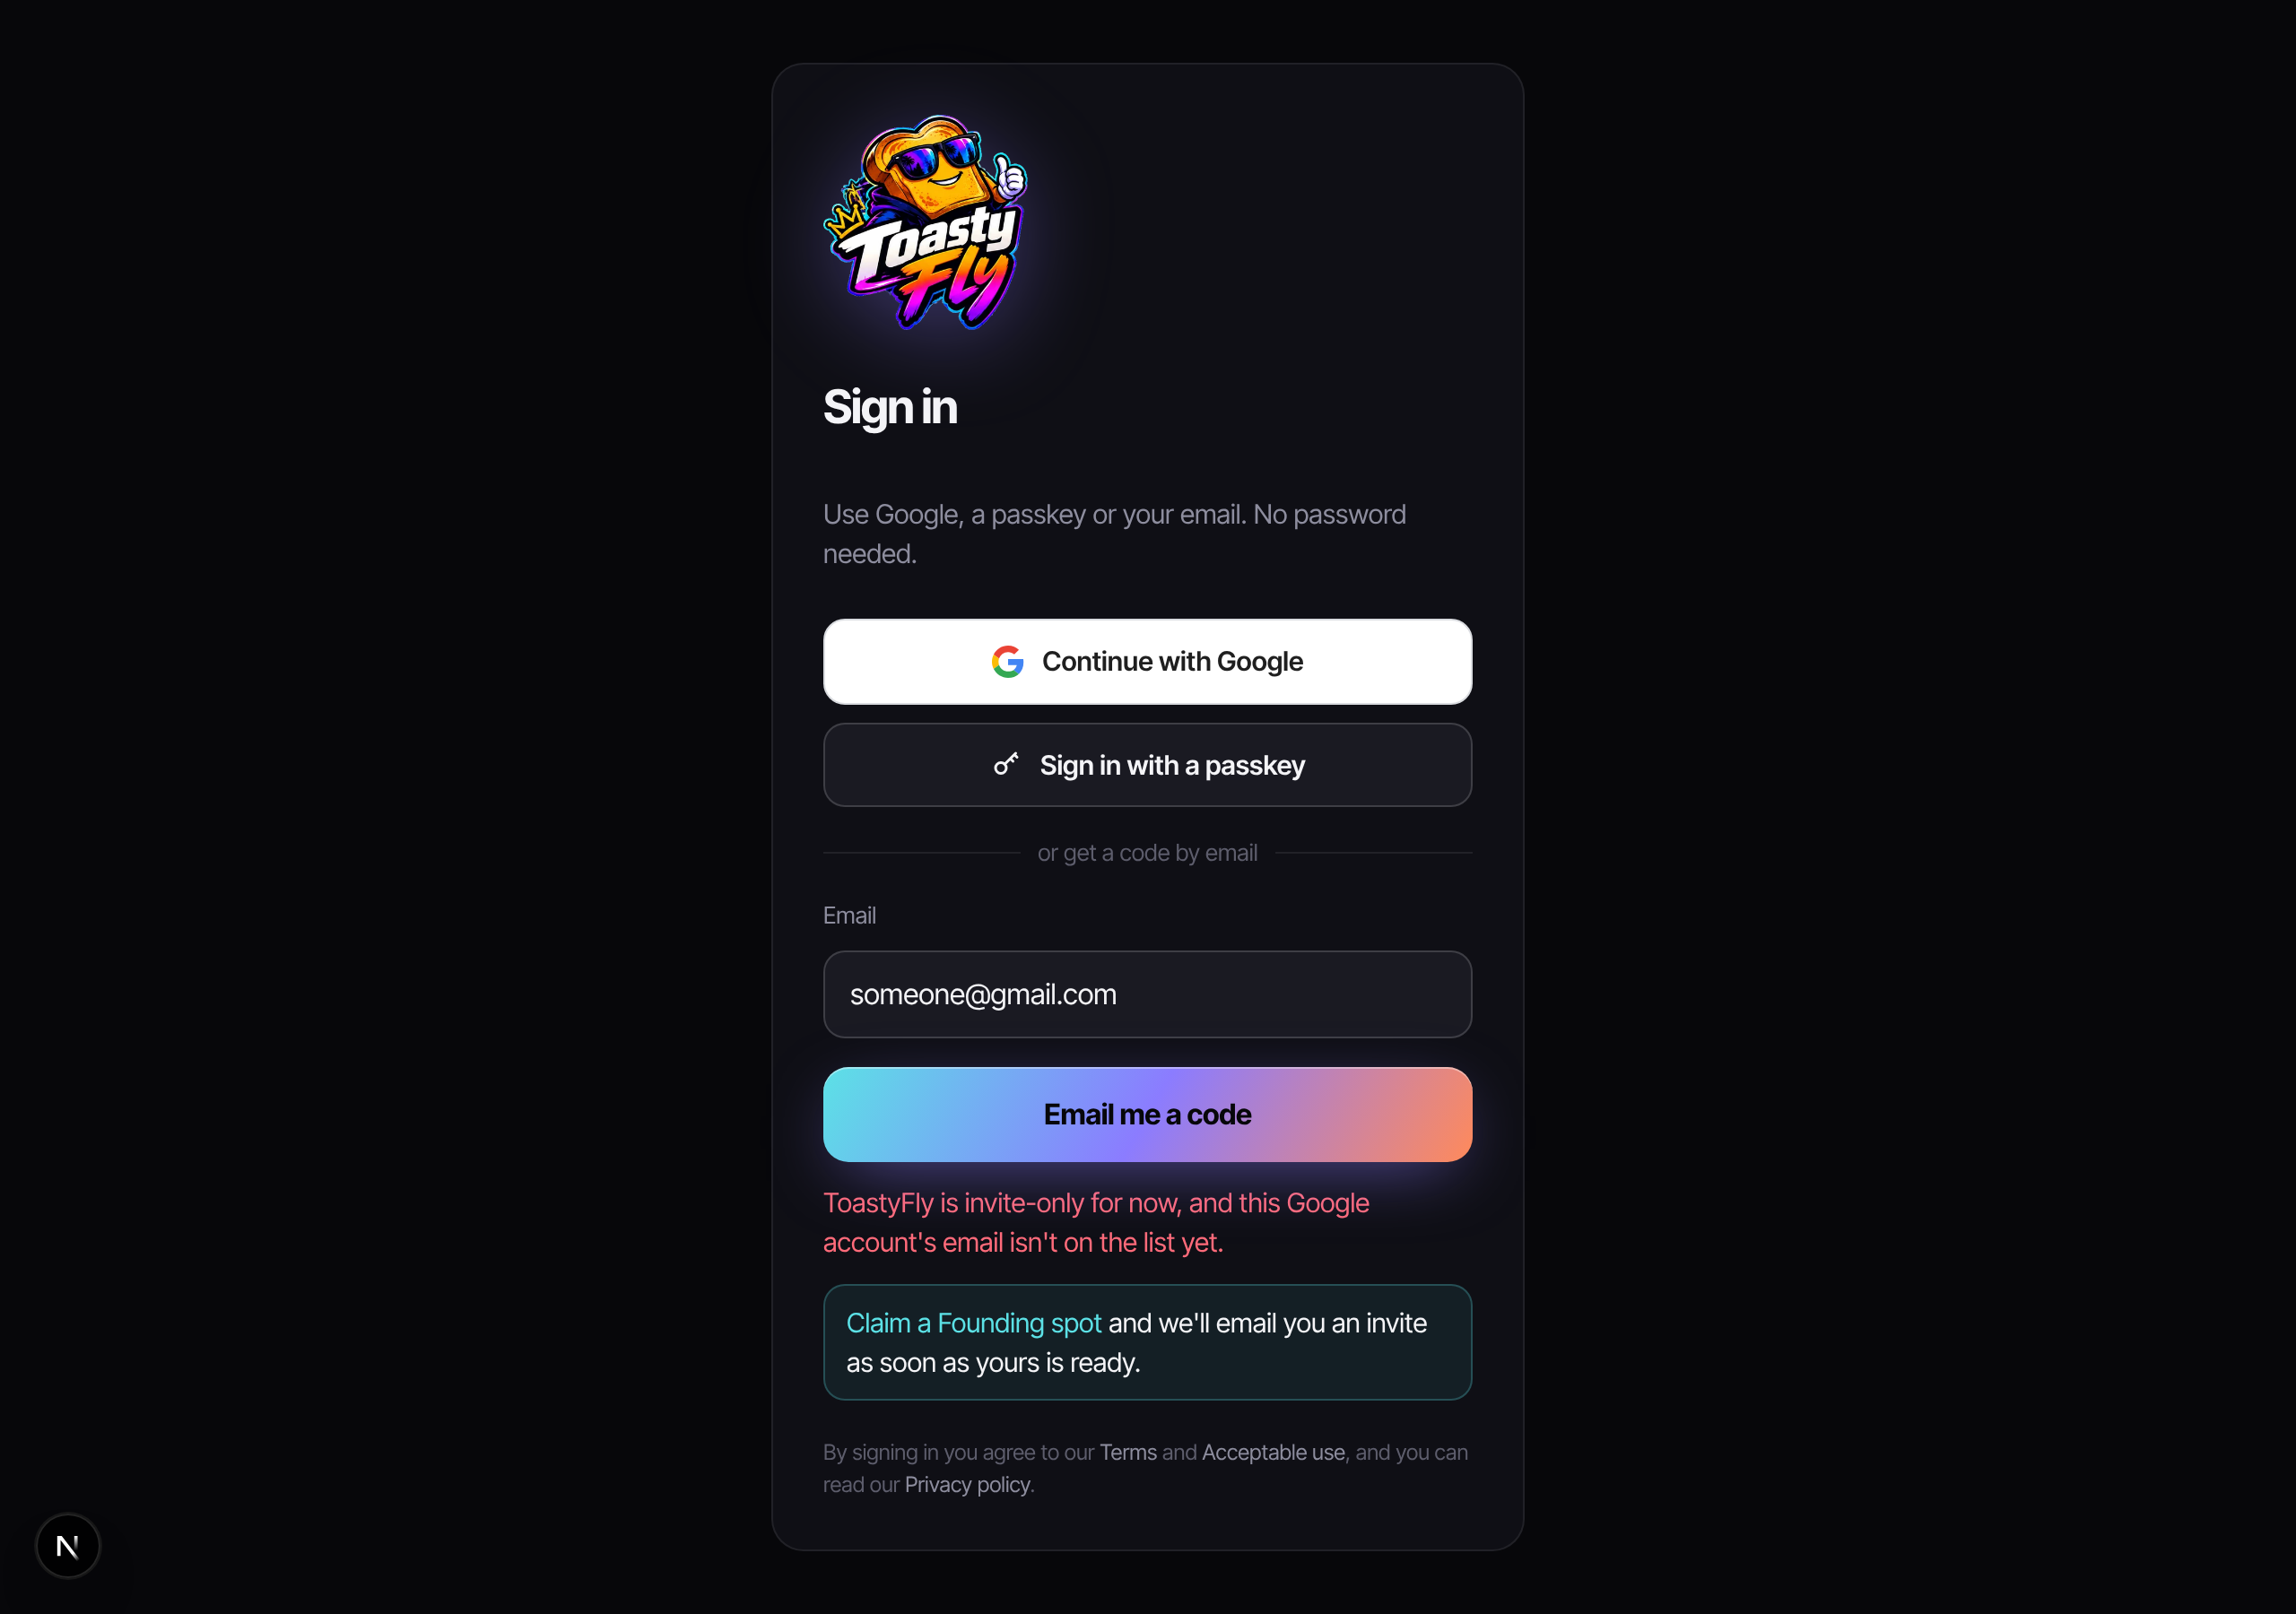 Toasty
Fly
Sign in
Use Google, a passkey or your email. No password
needed.
Continue with Google
Sign in with a passkey
or get a code by email
Email
someone@gmail.com
Email me a code
ToastyFly is invite-only for now, and this Google
account's email isn't on the list yet.
Claim a Founding spot and we'll email you an invite
as soon as yours is ready.
By signing in you agree to our Terms and Acceptable use, and you can
read our Privacy policy.
N